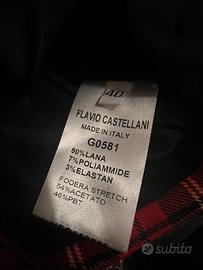 40
FLAVIO CASTELLANI
MADE IN ITALY
G0581
90%LANA
7%POLIAMMIDE
3%ELASTAN
FODERA STRETCH
54%ACETATO
46%PBT
subito